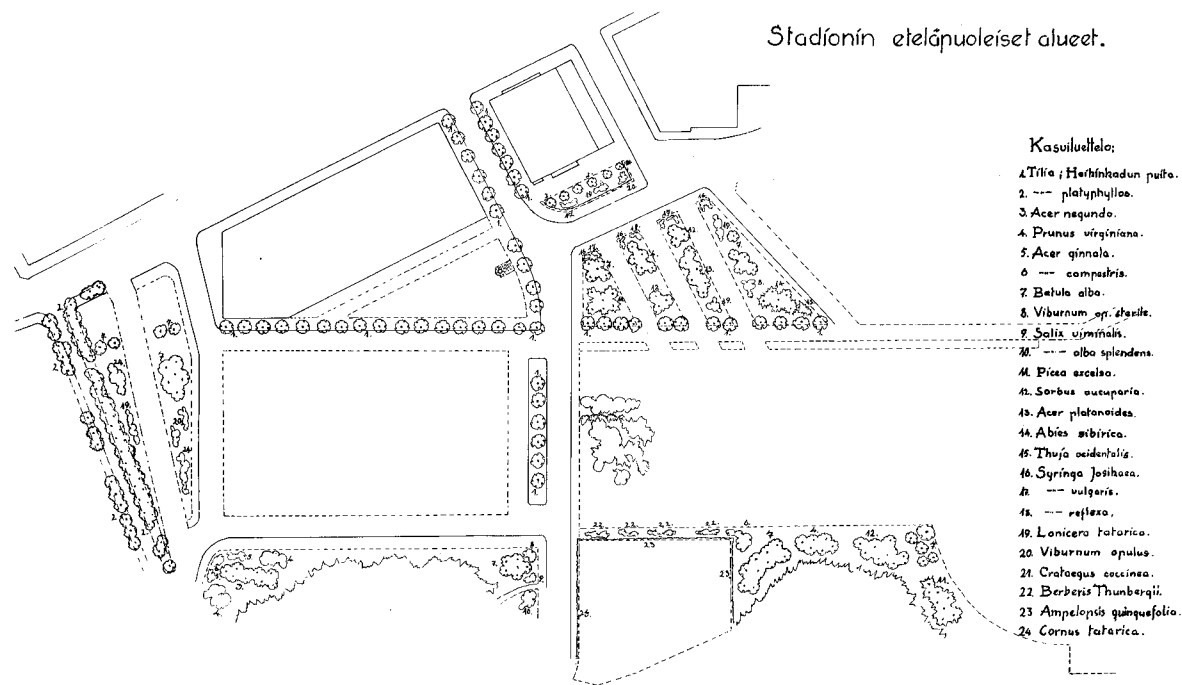 Stadionin eteläpuoleiset alueet.
Kasviluettelo:
1. Tilia; Helsinkadun puita.
2. -"- platyphyllos.
3. Acer negundo.
4. Prunus virginiana.
5. Acer ginnala.
6 -"- campestris.
7. Betula alba.
8. Viburnum op. sterile.
9. Salix viminalis.
10. -"- alba splendens.
11. Picea excelsa.
12. Sorbus aucuparia.
13. Acer platanoides.
14. Abies sibirica.
15. Thuja ocidentalis.
16. Syringa Josikaea.
17. -"- vulgaris.
18. -"- reflexa.
19. Lonicera tatarica.
20. Viburnum opulus.
21. Crataegus coccinea.
22 Berberis Thunbergii.
23 Ampelopsis quinquefolia.
24 Cornus tatarica.